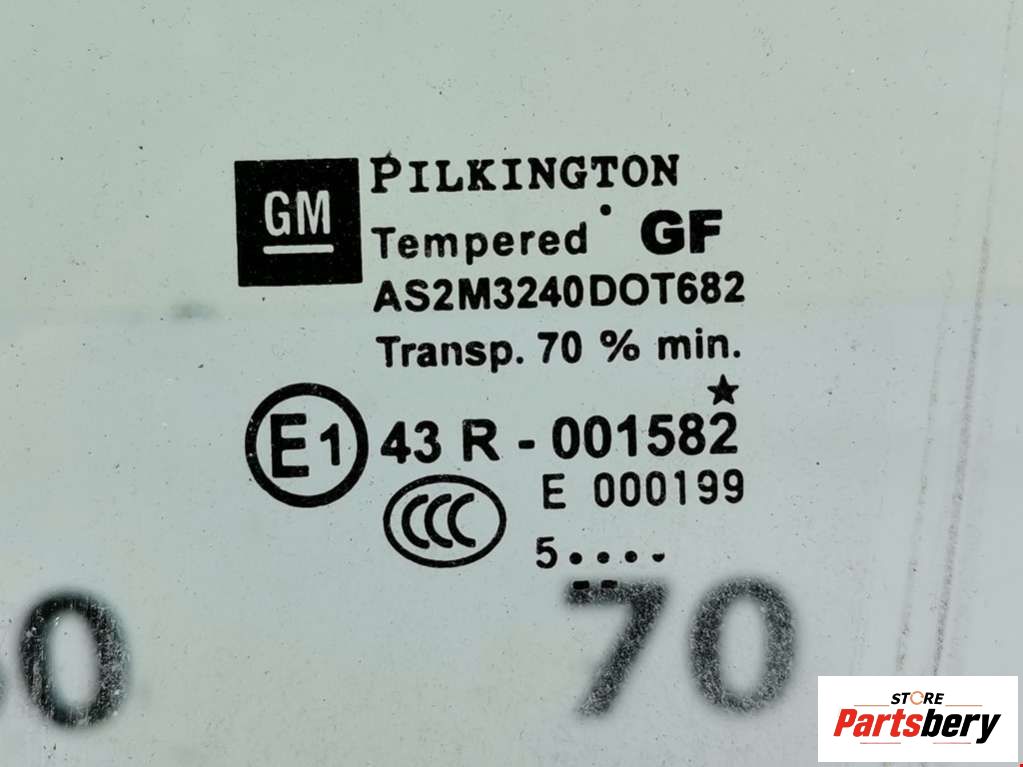 GM
PILKINGTON
Tempered GF
AS2M3240DOT682
Transp. 70 % min.
E1 43 R - 001582
E 000199
CCC
5....
70
STORE
Partsbery